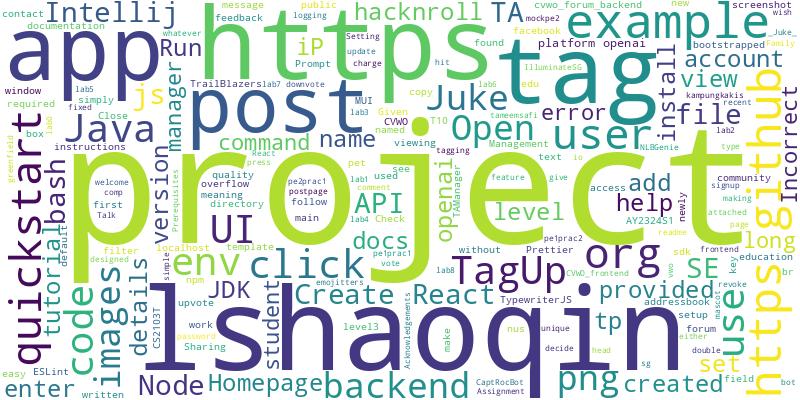 contact
Intellij
message
public
hacknroll
TA
cvwo_forum_backend
new
screenshot
documentation
feedback
logging
mockpe2
wish
app
https
whatever
facebook
example
_Juke_
Run
iP
Setting
platform openai
bootstrapped
Family
manager
Prompt
update
found
IlluminateSG
account
window
js
TrailBlazers
lab7
downvote
charge
hit
lab6
edu
tag
install
view
kampungkakis
required
lab5
simply
post
MUI
copy
Juke
error
file
recent
fixed
Close
lab3
Given
named
T10
tameemsafi
github
Incorrect
quickstart
Java
box
lab0
instructions
command
name
CVWO
viewing
Open
user
Management
NLBGenie
lab2
type
greenfield
bash
version
React
press
tagging
text
io
community
project
quality
pet
see
openai
TAManager
feature
give
add
signup
welcome
comp
overflow
pe2prac1
lab1
used
API
help
access
making
first
meaning
postpage
lab4
Check
level
AY2324S1
newly
attached
Talk
directory
follow
comment
pe1prac1
without
pe1prac2
long
tutorial
default
UI
main
vote
docs
Prettier
org
page
filter
localhost
env
click
lab8
TagUp
SE
sdk
frontend
designed
template
CVWO_frontend
readme
education
code
images
details
simple
npm
JDK
student
emojitters
Create
React
TypewriterJS
provided
cvwo
key
revoke
br
lshaoqin
upvote
level3
Acknowledgements
nus
unique
tp
addressbook
setup
mascot
https
CS2103T
work
Sharing
make
decide
forum
use
either
easy
ESLint
password
head
sg
set
double
enter
written
Node
Homepage
backend
CaptRocBot
Assignment
png
created
field
bot
Prerequisites